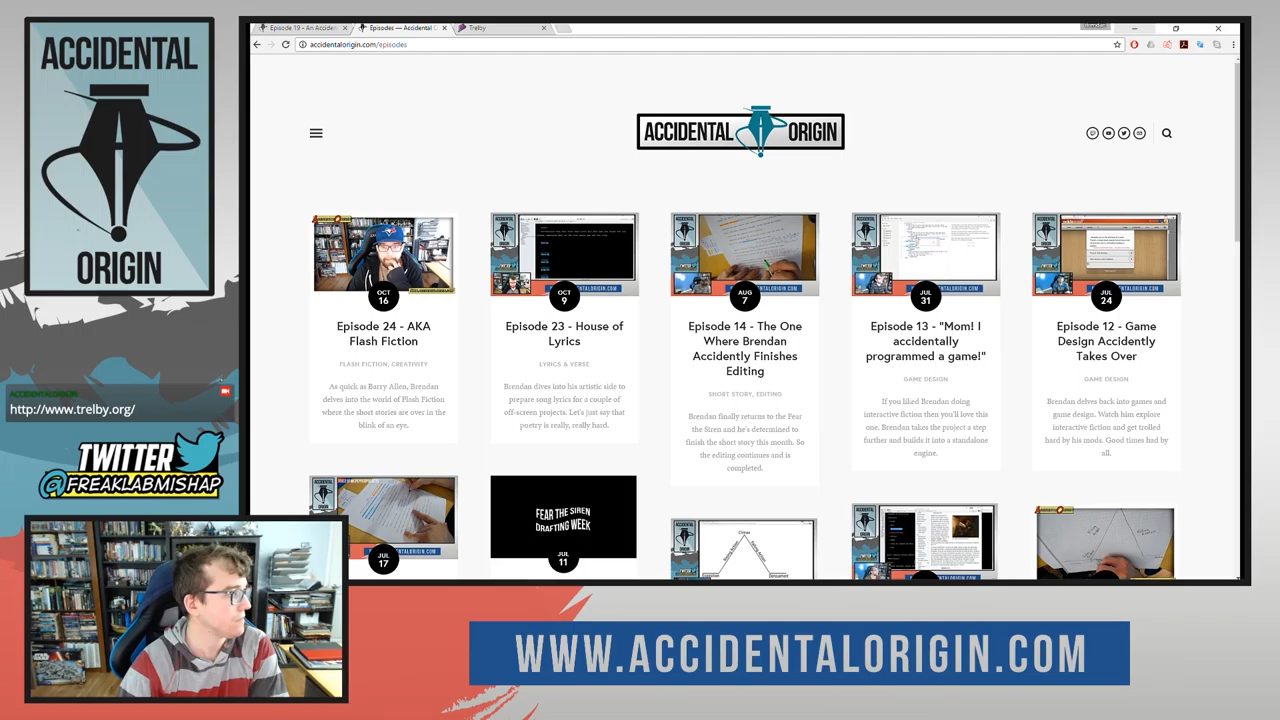 ACCIDENTAL
ORIGIN
Episode 19 - An Acciden
Episodes — Accidental O
Trelby
accidentalorigin.com/episodes
ACCIDENTAL ORIGIN
OCT
16
Episode 24 - AKA
Flash Fiction
FLASH FICTION, CREATIVITY
As quick as Barry Allen, Brendan
delves into the world of Flash Fiction
where the short stories are over in the
blink of an eye.
OCT
9
Episode 23 - House of
Lyrics
LYRICS & VERSE
Brendan dives into his artistic side to
prepare song lyrics for a couple of
off-screen projects. Let's just say that
poetry is really, really hard.
AUG
7
Episode 14 - The One
Where Brendan
Accidently Finishes
Editing
SHORT STORY, EDITING
Brendan finally returns to the Fear
the Siren and he's determined to
finish the short story this month. So
the editing continues and is
completed.
JUL
31
Episode 13 - "Mom! I
accidentally
programmed a game!"
GAME DESIGN
If you liked Brendan doing
interactive fiction then you'll love this
one. Brendan takes the project a step
further and builds it into a standalone
engine.
JUL
24
Episode 12 - Game
Design Accidently
Takes Over
GAME DESIGN
Brendan delves back into games and
game design. Watch him explore
interactive fiction and get trolled
hard by his mods. Good times had by
all.
JUL
17
FEAR THE SIREN
DRAFTING WEEK
JUL
11
Climax
ACCIDENTALORIGIN
http://www.trelby.org/
TWITTER
@FREAKLABMISHAP
WWW.ACCIDENTALORIGIN.COM